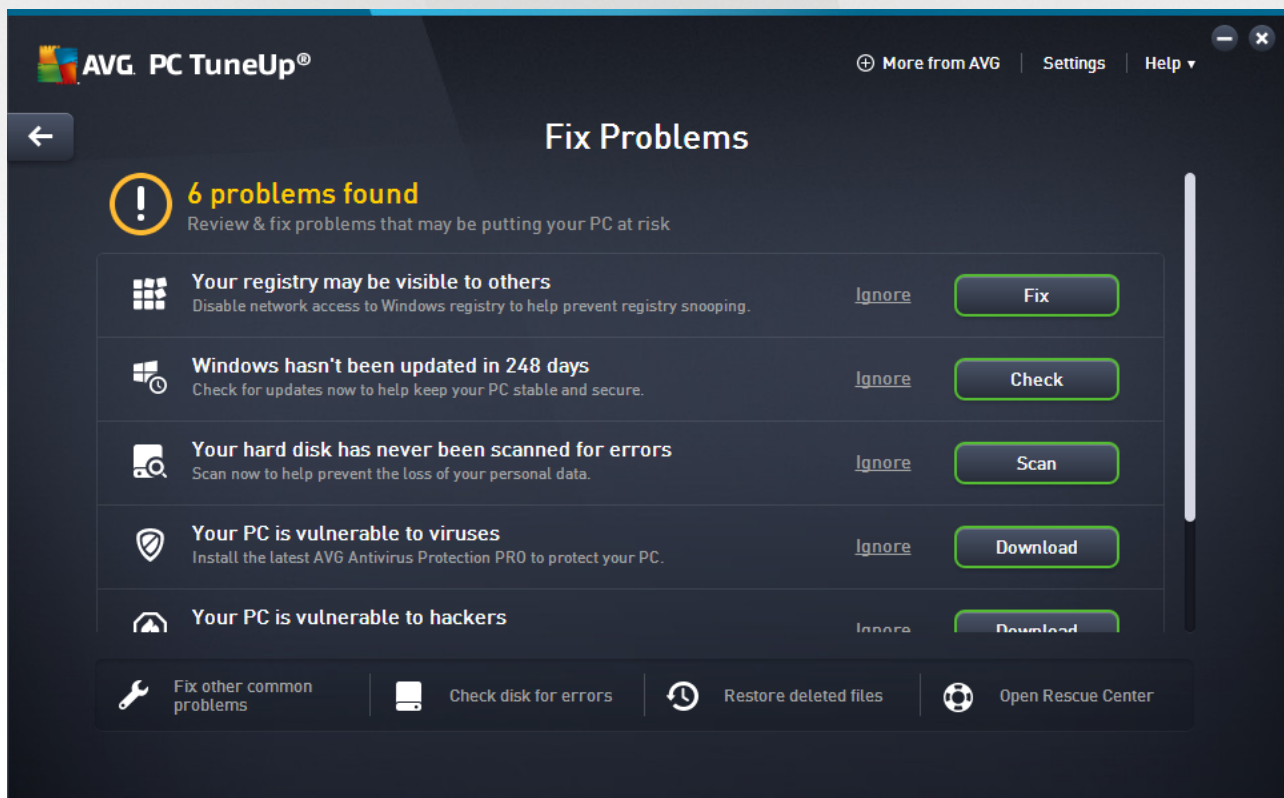 AVG. PC TuneUp®
More from AVG
Settings
Help
Fix Problems
6 problems found
Review & fix problems that may be putting your PC at risk
Your registry may be visible to others
Disable network access to Windows registry to help prevent registry snooping.
Ignore
Fix
Windows hasn't been updated in 248 days
Check for updates now to help keep your PC stable and secure.
Ignore
Check
Your hard disk has never been scanned for errors
Scan now to help prevent the loss of your personal data.
Ignore
Scan
Your PC is vulnerable to viruses
Install the latest AVG Antivirus Protection PRO to protect your PC.
Ignore
Download
Your PC is vulnerable to hackers
Ignore
Download
Fix other common
problems
Check disk for errors
Restore deleted files
Open Rescue Center